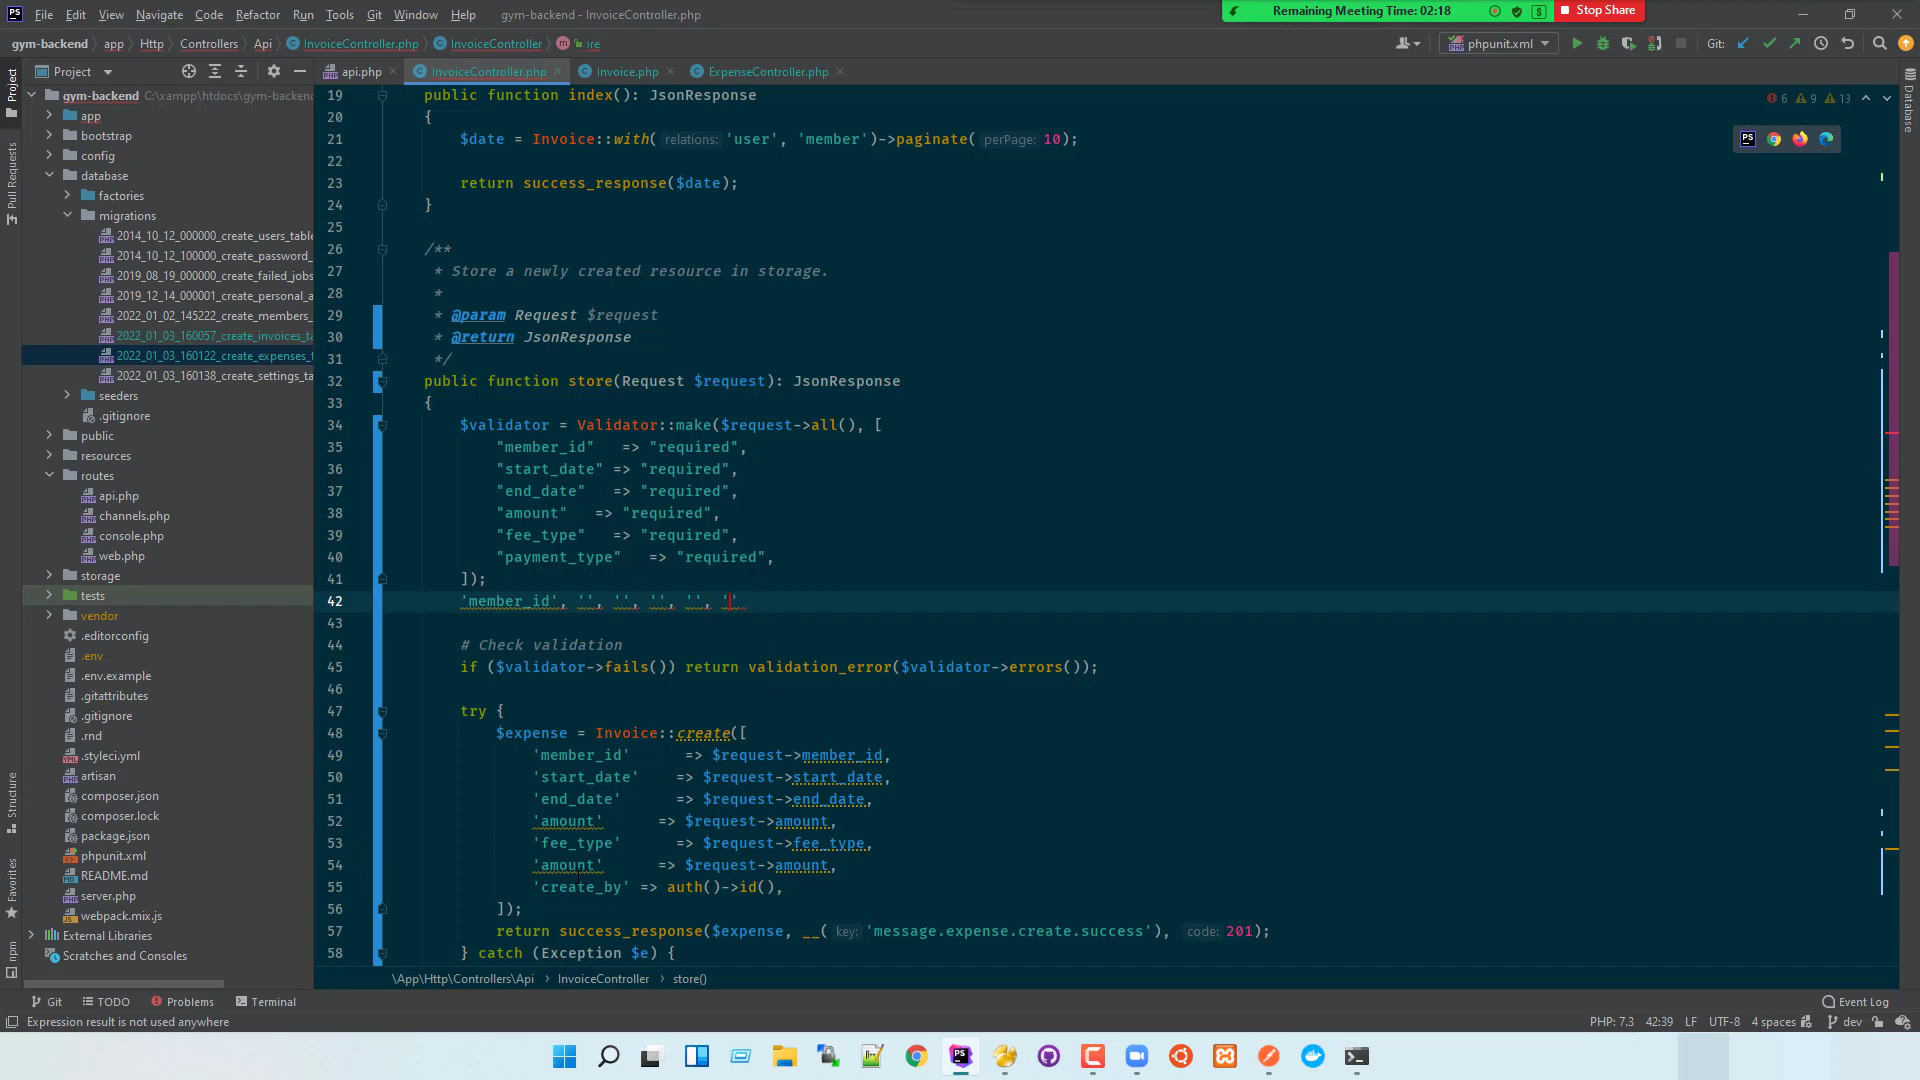 File Edit View Navigate Code Refactor Run Tools Git Window Help gym-backend - InvoiceController.php
Remaining Meeting Time: 02:18 Stop Share
gym-backend app Http Controllers Api InvoiceController.php InvoiceController
phpunit.xml Git:
Project
api.php InvoiceController.php Invoice.php ExpenseController.php
gym-backend C:\xampp\htdocs\gym-backend
app
bootstrap
config
database
factories
migrations
2014_10_12_000000_create_users_table
2014_10_12_100000_create_password_
2019_08_19_000000_create_failed_jobs
2019_12_14_000001_create_personal_a
2022_01_02_145222_create_members_
2022_01_03_160057_create_invoices_ta
2022_01_03_160122_create_expenses_t
2022_01_03_160138_create_settings_ta
seeders
.gitignore
public
resources
routes
api.php
channels.php
console.php
web.php
storage
tests
vendor
.editorconfig
.env
.env.example
.gitattributes
.gitignore
.rnd
.styleci.yml
artisan
composer.json
composer.lock
package.json
phpunit.xml
README.md
server.php
webpack.mix.js
External Libraries
Scratches and Consoles
Project
Pull Requests
Structure
Favorites
npm
Database
6 9 13
19 public function index(): JsonResponse
20 {
21 $date = Invoice::with( relations: 'user', 'member')->paginate( perPage: 10);
22
23 return success_response($date);
24 }
25
26 /**
27 * Store a newly created resource in storage.
28 *
29 * @param Request $request
30 * @return JsonResponse
31 */
32 public function store(Request $request): JsonResponse
33 {
34 $validator = Validator::make($request->all(), [
35 "member_id" => "required",
36 "start_date" => "required",
37 "end_date" => "required",
38 "amount" => "required",
39 "fee_type" => "required",
40 "payment_type" => "required",
41 ]);
42 'member_id', '', '', '', '', ''
43
44 # Check validation
45 if ($validator->fails()) return validation_error($validator->errors());
46
47 try {
48 $expense = Invoice::create([
49 'member_id' => $request->member_id,
50 'start_date' => $request->start_date,
51 'end_date' => $request->end_date,
52 'amount' => $request->amount,
53 'fee_type' => $request->fee_type,
54 'amount' => $request->amount,
55 'create_by' => auth()->id(),
56 ]);
57 return success_response($expense, __( key: 'message.expense.create.success'), code: 201);
58 } catch (Exception $e) {
\App\Http\Controllers\Api InvoiceController store()
Git TODO Problems Terminal Event Log
Expression result is not used anywhere PHP: 7.3 42:39 LF UTF-8 4 spaces dev